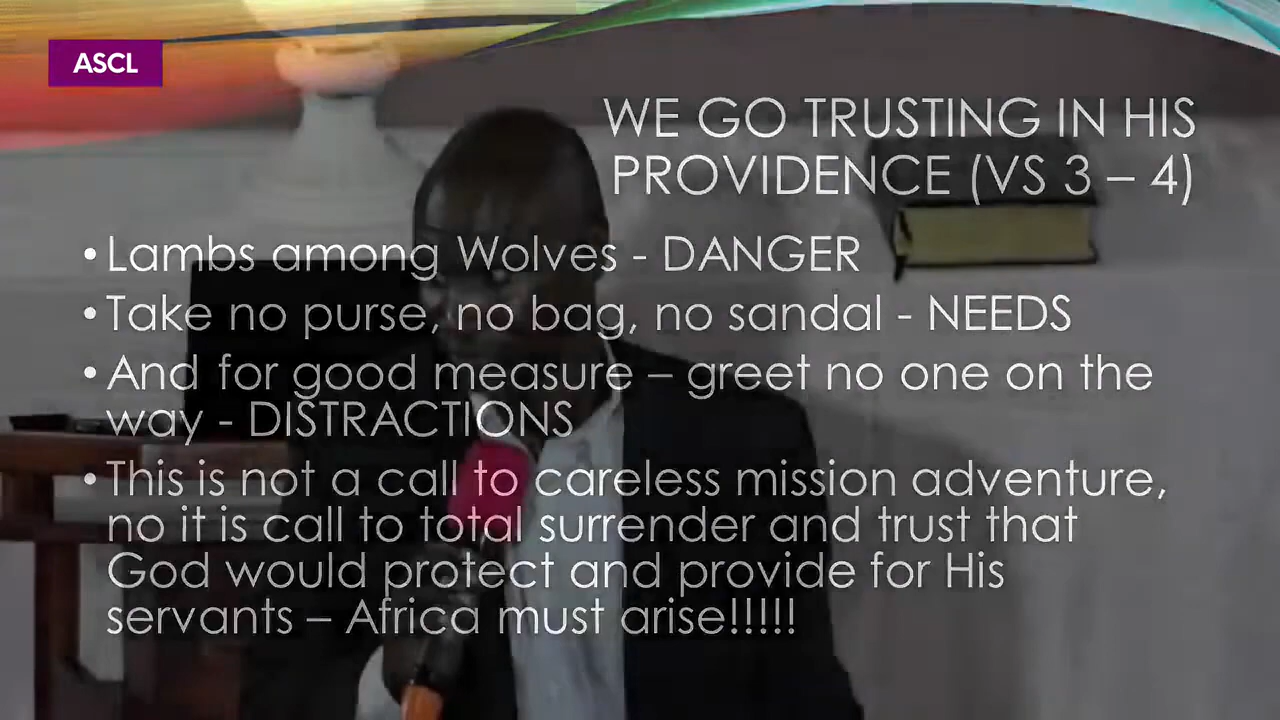 ASCL
WE GO TRUSTING IN HIS
PROVIDENCE (VS 3 – 4)
•Lambs among Wolves - DANGER
•Take no purse, no bag, no sandal - NEEDS
•And for good measure – greet no one on the
way - DISTRACTIONS
•This is not a call to careless mission adventure,
no it is call to total surrender and trust that
God would protect and provide for His
servants – Africa must arise!!!!!